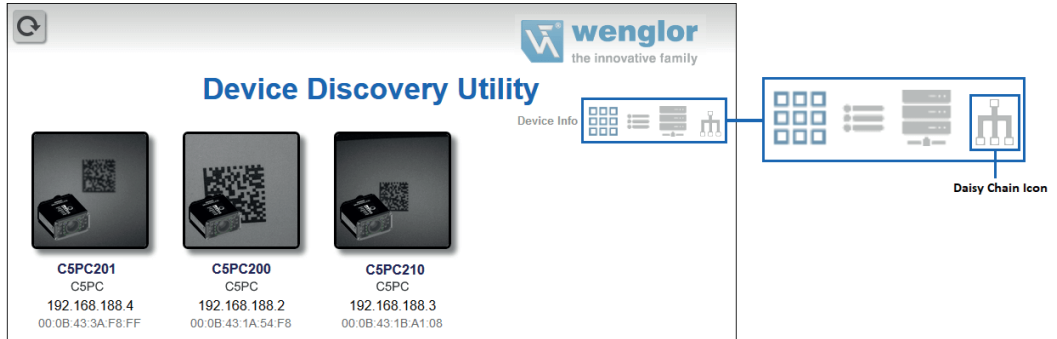 wenglor
the innovative family
Device Discovery Utility
Device Info
Daisy Chain Icon
C5PC201
C5PC
192.168.188.4
00:0B:43:3A:F8:FF
C5PC200
C5PC
192.168.188.2
00:0B:43:1A:54:F8
C5PC210
C5PC
192.168.188.3
00:0B:43:1B:A1:08